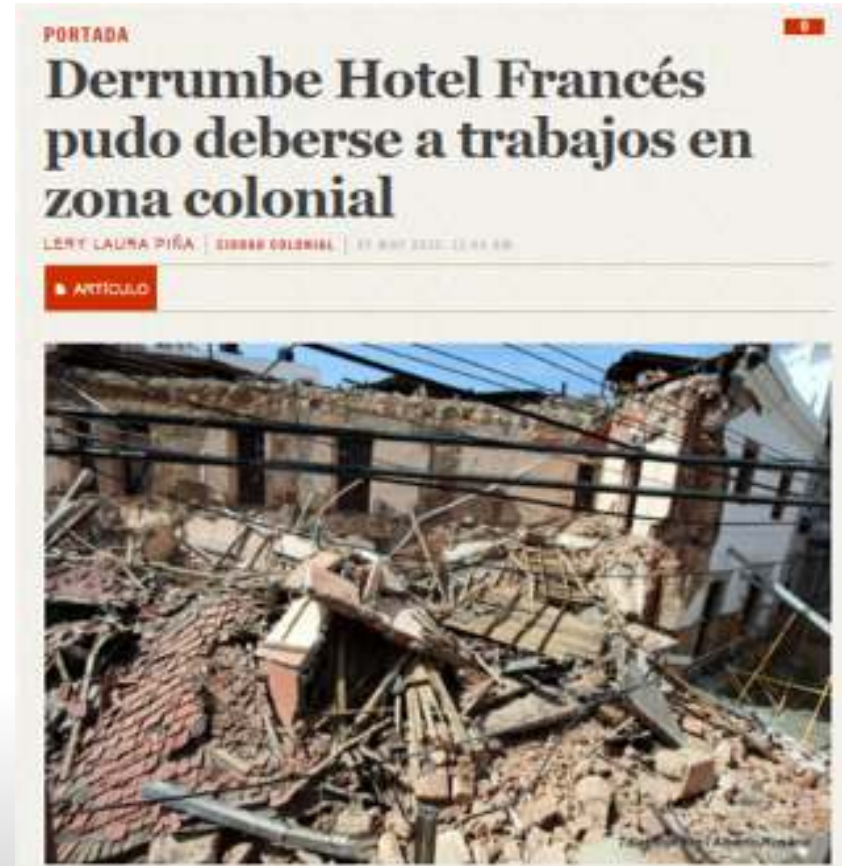 PORTADA
Derrumbe Hotel Francés
pudo deberse a trabajos en
zona colonial
LERY LAURA PIÑA | CIUDAD COLONIAL |
ARTÍCULO